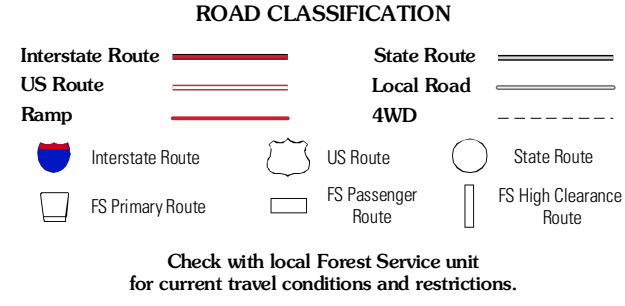 ROAD CLASSIFICATION
Interstate Route
State Route
US Route
Local Road
Ramp
4WD
Interstate Route
US Route
State Route
FS Primary Route
FS Passenger
Route
FS High Clearance
Route
Check with local Forest Service unit
for current travel conditions and restrictions.